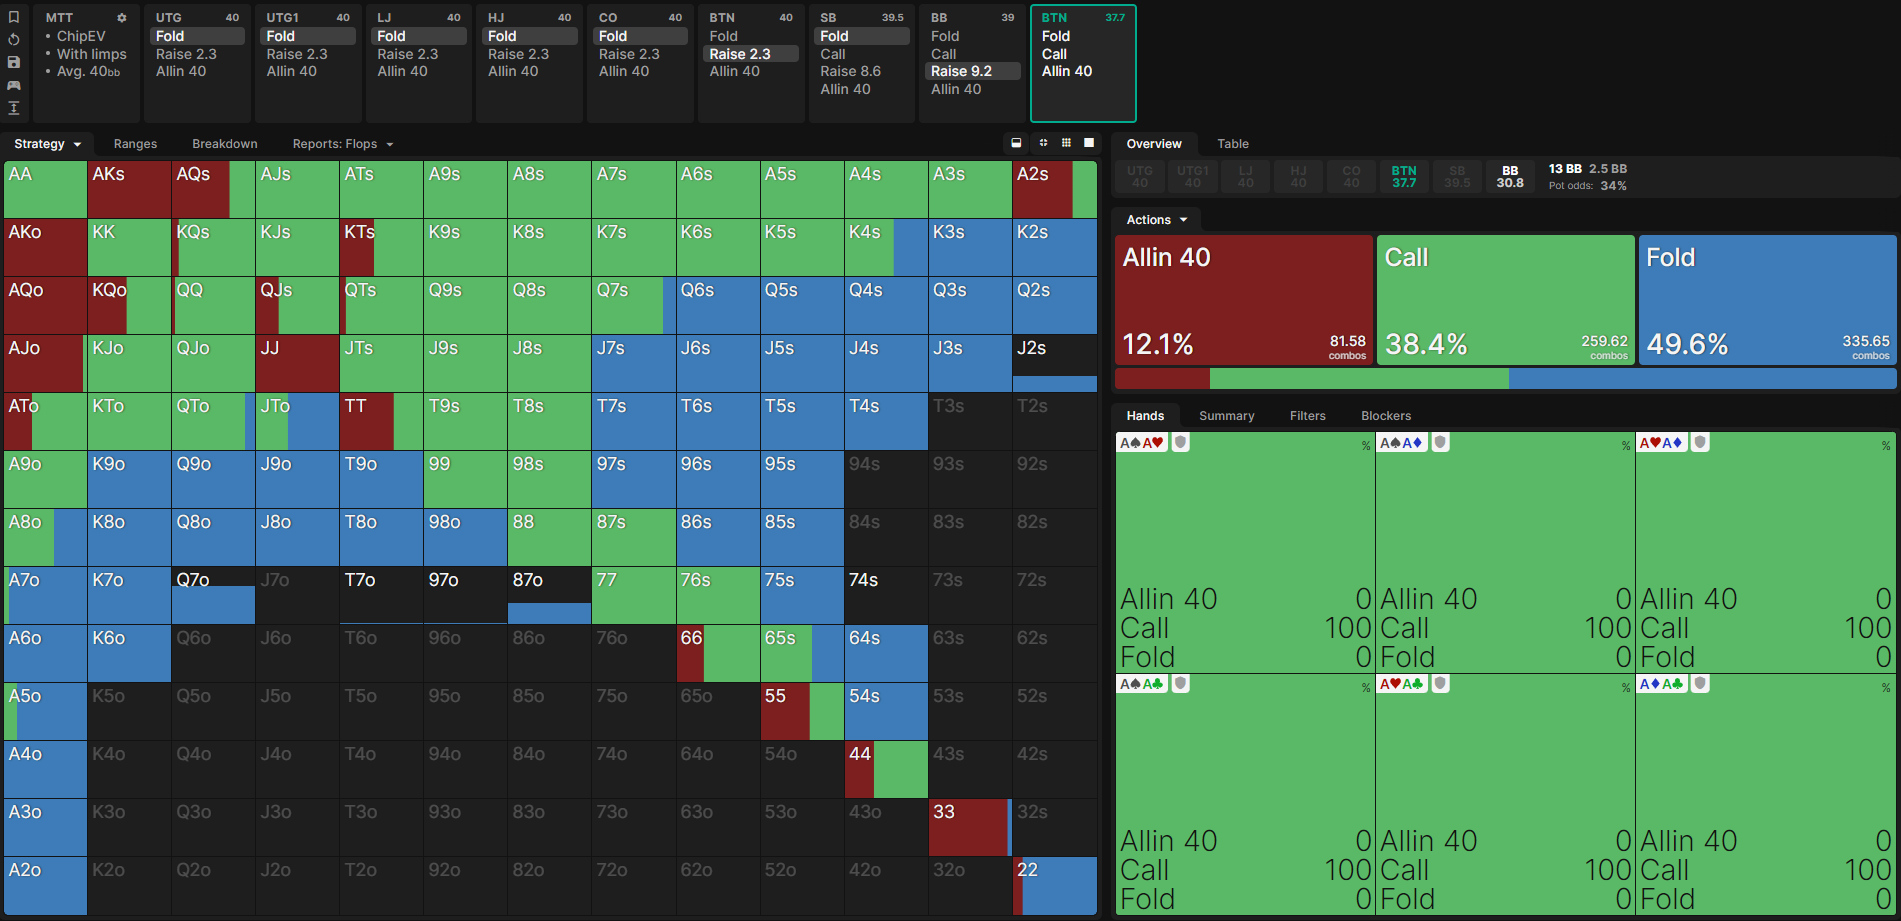 MTT
ChipEV
With limps
Avg. 40bb
UTG 40
Fold
Raise 2.3
Allin 40
UTG1 40
Fold
Raise 2.3
Allin 40
LJ 40
Fold
Raise 2.3
Allin 40
HJ 40
Fold
Raise 2.3
Allin 40
CO 40
Fold
Raise 2.3
Allin 40
BTN 40
Fold
Raise 2.3
Allin 40
SB 39.5
Fold
Call
Raise 8.6
Allin 40
BB 39
Fold
Call
Raise 9.2
Allin 40
BTN 37.7
Fold
Call
Allin 40
Strategy Ranges Breakdown Reports: Flops
AA AKs AQs AJs ATs A9s A8s A7s A6s A5s A4s A3s A2s
AKo KK KQs KJs KTs K9s K8s K7s K6s K5s K4s K3s K2s
AQo KQo QQ QJs QTs Q9s Q8s Q7s Q6s Q5s Q4s Q3s Q2s
AJo KJo QJo JJ JTs J9s J8s J7s J6s J5s J4s J3s J2s
ATo KTo QTo JTo TT T9s T8s T7s T6s T5s T4s T3s T2s
A9o K9o Q9o J9o T9o 99 98s 97s 96s 95s 94s 93s 92s
A8o K8o Q8o J8o T8o 98o 88 87s 86s 85s 84s 83s 82s
A7o K7o Q7o J7o T7o 97o 87o 77 76s 75s 74s 73s 72s
A6o K6o Q6o J6o T6o 96o 86o 76o 66 65s 64s 63s 62s
A5o K5o Q5o J5o T5o 95o 85o 75o 65o 55 54s 53s 52s
A4o K4o Q4o J4o T4o 94o 84o 74o 64o 54o 44 43s 42s
A3o K3o Q3o J3o T3o 93o 83o 73o 63o 53o 43o 33 32s
A2o K2o Q2o J2o T2o 92o 82o 72o 62o 52o 42o 32o 22
Overview Table
UTG UTG1 LJ HJ CO BTN SB BB
40 40 40 40 40 37.7 39.5 30.8
13 BB 2.5 BB
Pot odds: 34%
Actions
Allin 40 Call Fold
12.1% 81.58 combos 38.4% 259.62 combos 49.6% 335.65 combos
Hands Summary Filters Blockers
A♠A♥ % A♠A♦ % A♥A♦ %
Allin 40 0 Allin 40 0 Allin 40 0
Call 100 Call 100 Call 100
Fold 0 Fold 0 Fold 0
A♠A♣ % A♥A♣ % A♦A♣ %
Allin 40 0 Allin 40 0 Allin 40 0
Call 100 Call 100 Call 100
Fold 0 Fold 0 Fold 0